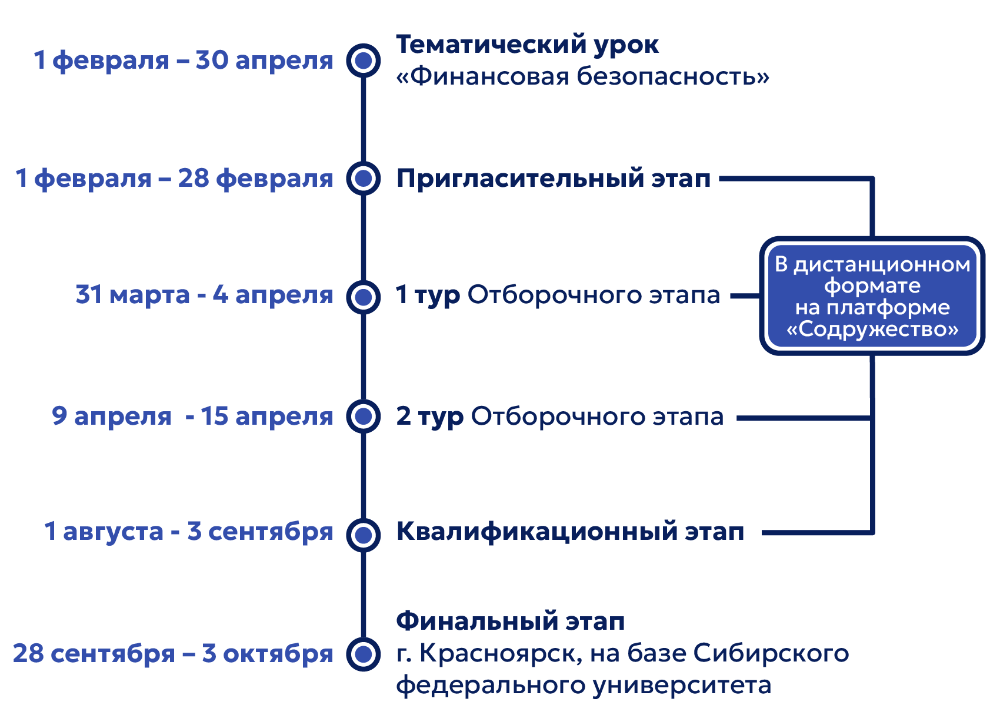 1 февраля – 30 апреля
Тематический урок
«Финансовая безопасность»
1 февраля – 28 февраля
Пригласительный этап
31 марта - 4 апреля
1 тур Отборочного этапа
В дистанционном
формате
на платформе
«Содружество»
9 апреля - 15 апреля
2 тур Отборочного этапа
1 августа - 3 сентября
Квалификационный этап
28 сентября – 3 октября
Финальный этап
г. Красноярск, на базе Сибирского
федерального университета